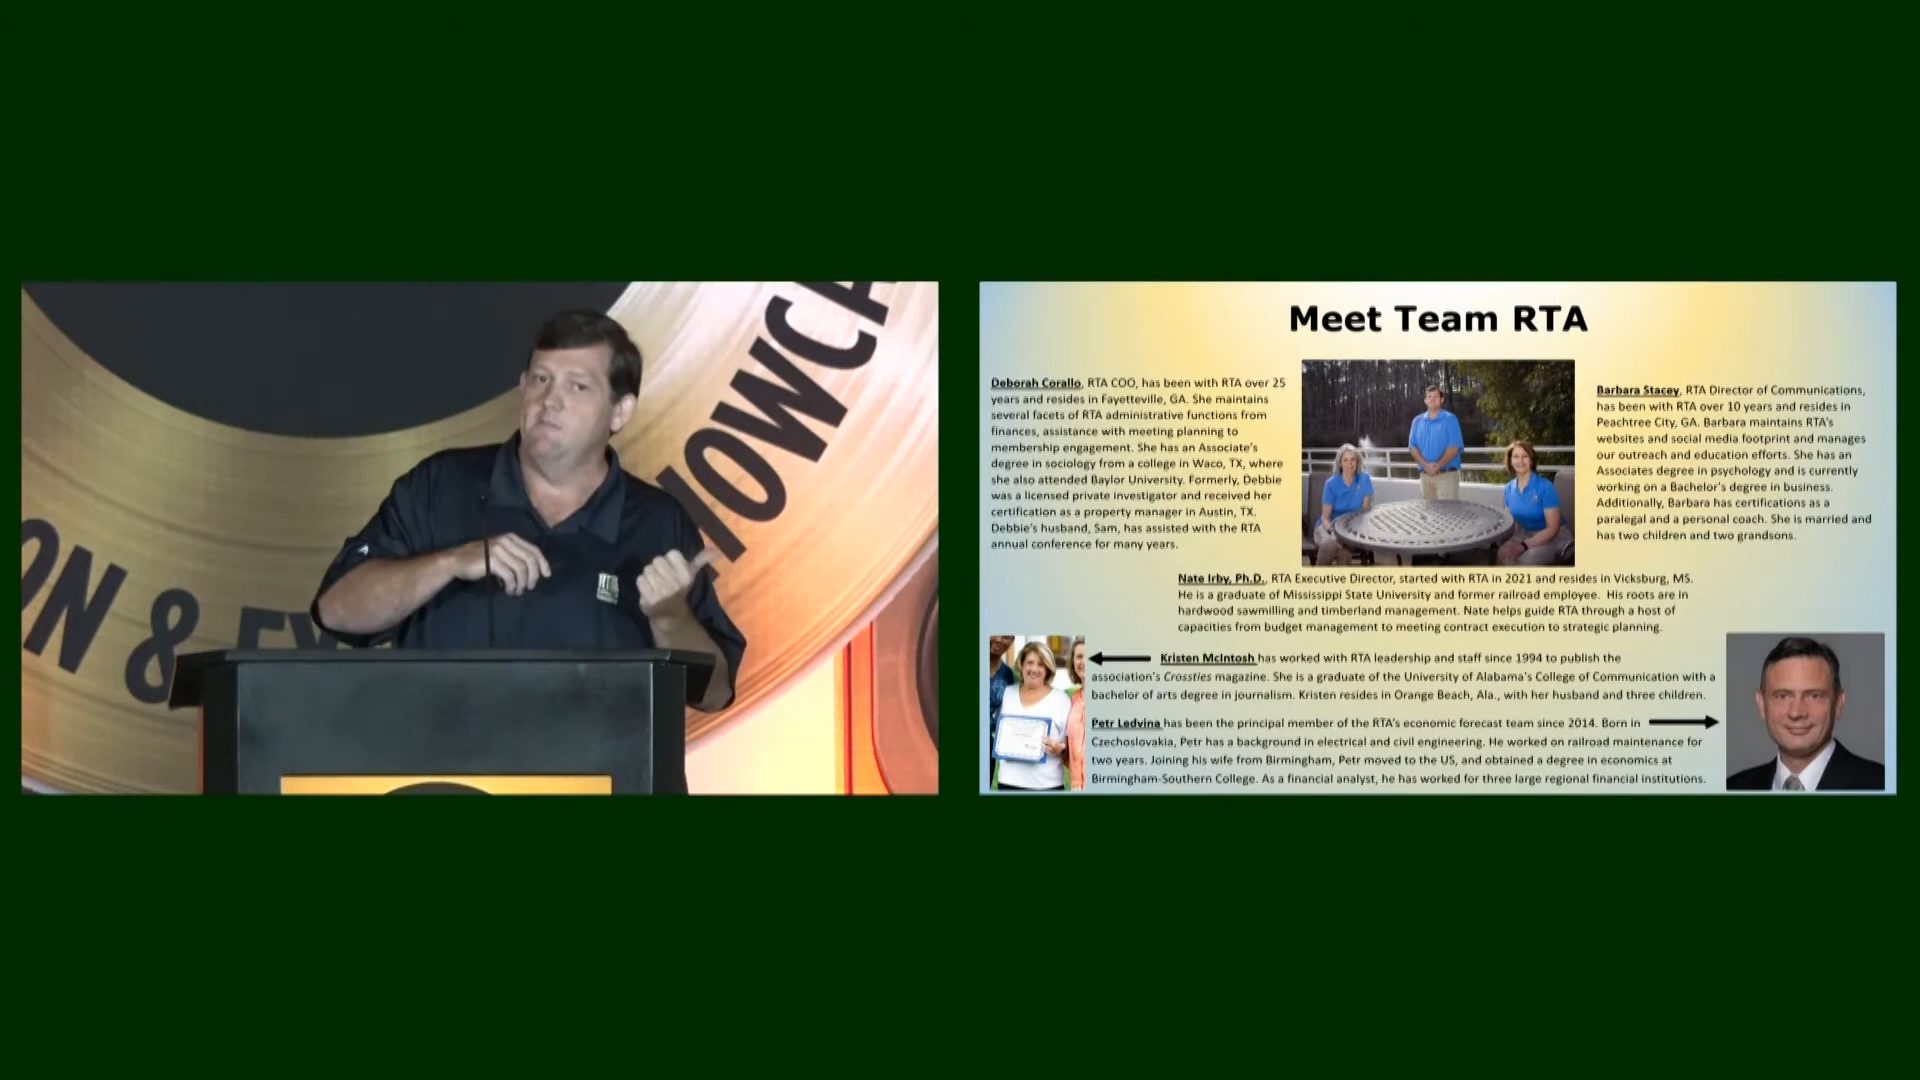 ON & EX
HOWCA
RTA
Meet Team RTA
Deborah Corallo, RTA COO, has been with RTA over 25
years and resides in Fayetteville, GA. She maintains
several facets of RTA administrative functions from
finances, assistance with meeting planning to
membership engagement. She has an Associate's
degree in sociology from a college in Waco, TX, where
she also attended Baylor University. Formerly, Debbie
was a licensed private investigator and received her
certification as a property manager in Austin, TX.
Debbie's husband, Sam, has assisted with the RTA
annual conference for many years.
Barbara Stacey, RTA Director of Communications,
has been with RTA over 10 years and resides in
Peachtree City, GA. Barbara maintains RTA's
websites and social media footprint and manages
our outreach and education efforts. She has an
Associates degree in psychology and is currently
working on a Bachelor's degree in business.
Additionally, Barbara has certifications as a
paralegal and a personal coach. She is married and
has two children and two grandsons.
Nate Irby, Ph.D., RTA Executive Director, started with RTA in 2021 and resides in Vicksburg, MS.
He is a graduate of Mississippi State University and former railroad employee. His roots are in
hardwood sawmilling and timberland management. Nate helps guide RTA through a host of
capacities from budget management to meeting contract execution to strategic planning.
Kristen McIntosh has worked with RTA leadership and staff since 1994 to publish the
association's Crossties magazine. She is a graduate of the University of Alabama's College of Communication with a
bachelor of arts degree in journalism. Kristen resides in Orange Beach, Ala., with her husband and three children.
Petr Ledvina has been the principal member of the RTA's economic forecast team since 2014. Born in
Czechoslovakia, Petr has a background in electrical and civil engineering. He worked on railroad maintenance for
two years. Joining his wife from Birmingham, Petr moved to the US, and obtained a degree in economics at
Birmingham-Southern College. As a financial analyst, he has worked for three large regional financial institutions.